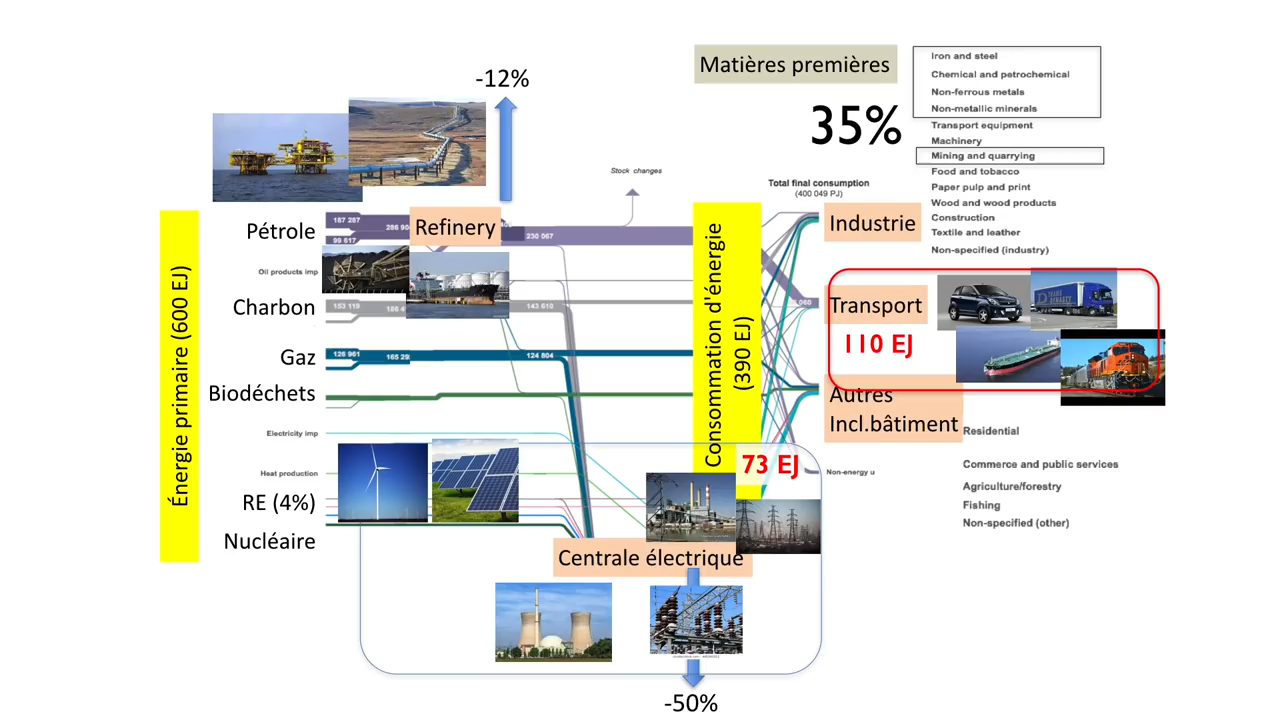 Matières premières
Iron and steel
Chemical and petrochemical
Non-ferrous metals
Non-metallic minerals
Transport equipment
Machinery
Mining and quarrying
Food and tobacco
Paper pulp and print
Wood and wood products
Construction
Textile and leather
Non-specified (industry)
-12%
35%
Stock changes
Total final consumption
(400 049 PJ)
Énergie primaire (600 EJ)
Pétrole
187 287
99 617
Refinery
230 067
Oil products imp
Charbon
153 119
143 610
Gaz
126 961
124 804
Biodéchets
Electricity imp
Heat production
RE (4%)
Nucléaire
Consommation d'énergie
(390 EJ)
Industrie
Transport
110 EJ
Autres
Incl.bâtiment
Residential
73 EJ
Non-energy u
Commerce and public services
Agriculture/forestry
Fishing
Non-specified (other)
Centrale électrique
-50%